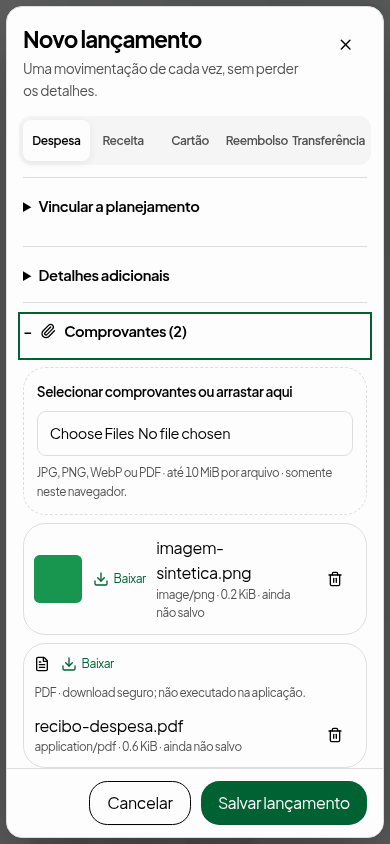 Novo lançamento
Uma movimentação de cada vez, sem perder
os detalhes.
Despesa Receita Cartão Reembolso Transferência
Vincular a planejamento
Detalhes adicionais
– Comprovantes (2)
Selecionar comprovantes ou arrastar aqui
Choose Files No file chosen
JPG, PNG, WebP ou PDF · até 10 MiB por arquivo · somente
neste navegador.
Baixar
imagem-
sintetica.png
image/png · 0.2 KiB · ainda
não salvo
Baixar
PDF · download seguro; não executado na aplicação.
recibo-despesa.pdf
application/pdf · 0.6 KiB · ainda não salvo
Cancelar Salvar lançamento